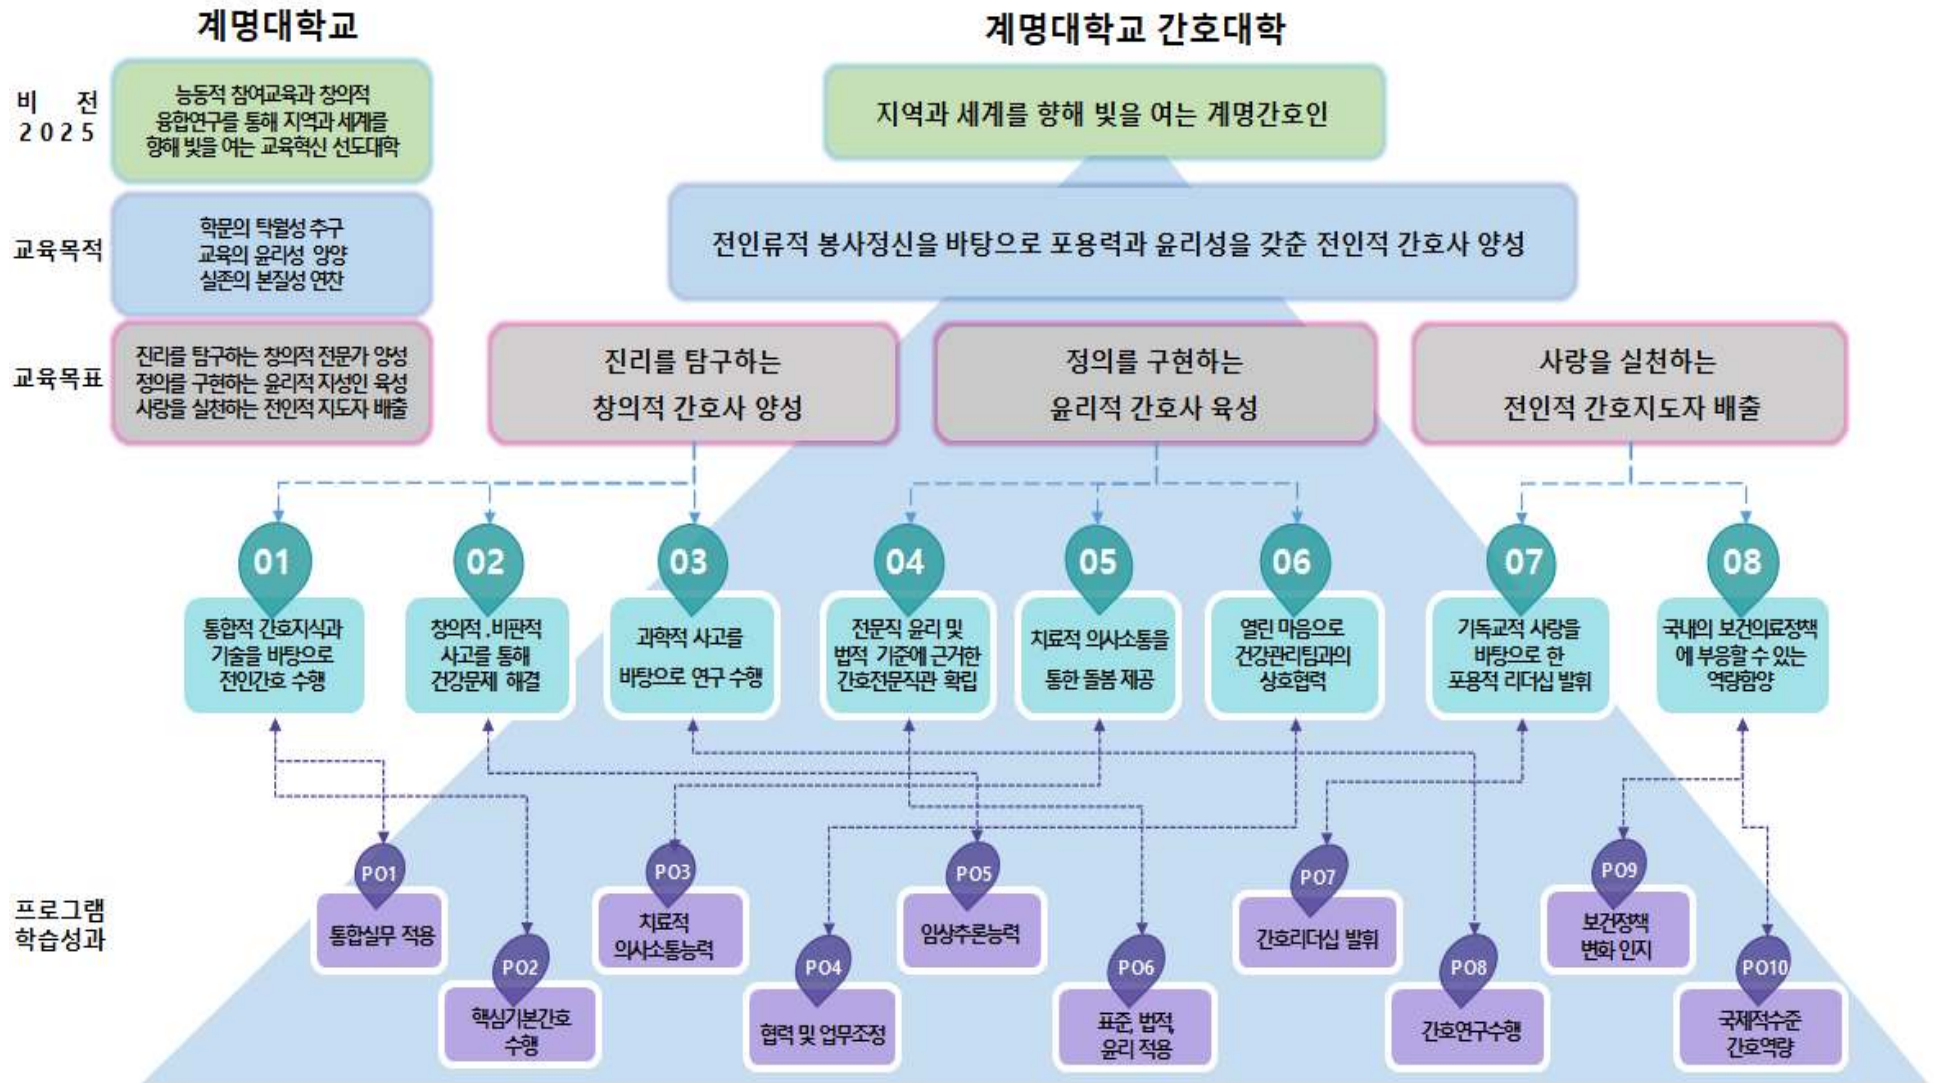 계명대학교
계명대학교 간호대학
비 전
2025
능동적 참여교육과 창의적
융합연구를 통해 지역과 세계를
향해 빛을 여는 교육혁신 선도대학
지역과 세계를 향해 빛을 여는 계명간호인
교육목적
학문의 탁월성 추구
교육의 윤리성 앙양
실존의 본질성 연찬
전인류적 봉사정신을 바탕으로 포용력과 윤리성을 갖춘 전인적 간호사 양성
교육목표
진리를 탐구하는 창의적 전문가 양성
정의를 구현하는 윤리적 지성인 육성
사랑을 실천하는 전인적 지도자 배출
진리를 탐구하는
창의적 간호사 양성
정의를 구현하는
윤리적 간호사 육성
사랑을 실천하는
전인적 간호지도자 배출
01
통합적 간호지식과
기술을 바탕으로
전인간호 수행
02
창의적 .비판적
사고를 통해
건강문제 해결
03
과학적 사고를
바탕으로 연구 수행
04
전문직 윤리 및
법적 기준에 근거한
간호전문직관 확립
05
치료적 의사소통을
통한 돌봄 제공
06
열린 마음으로
건강관리팀과의
상호협력
07
기독교적 사랑을
바탕으로 한
포용적 리더십 발휘
08
국내외 보건의료정책
에 부응할 수 있는
역량함양
프로그램
학습성과
PO1
통합실무 적용
PO2
핵심기본간호
수행
PO3
치료적
의사소통능력
PO4
협력 및 업무조정
PO5
임상추론능력
PO6
표준, 법적,
윤리 적용
PO7
간호리더십 발휘
PO8
간호연구수행
PO9
보건정책
변화 인지
PO10
국제적수준
간호역량